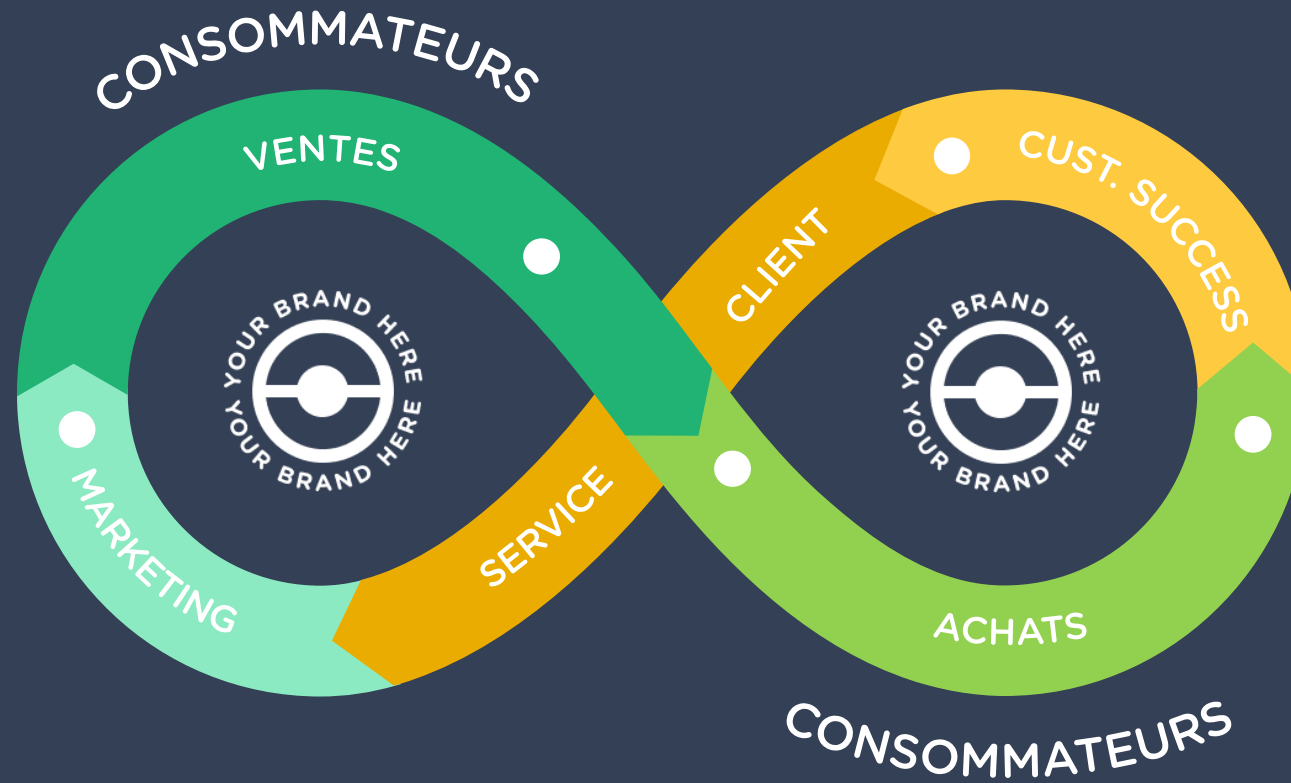 CONSOMMATEURS
VENTES
MARKETING
SERVICE
CLIENT
CUST. SUCCESS
ACHATS
YOUR BRAND HERE
YOUR BRAND HERE
YOUR BRAND HERE
YOUR BRAND HERE
CONSOMMATEURS